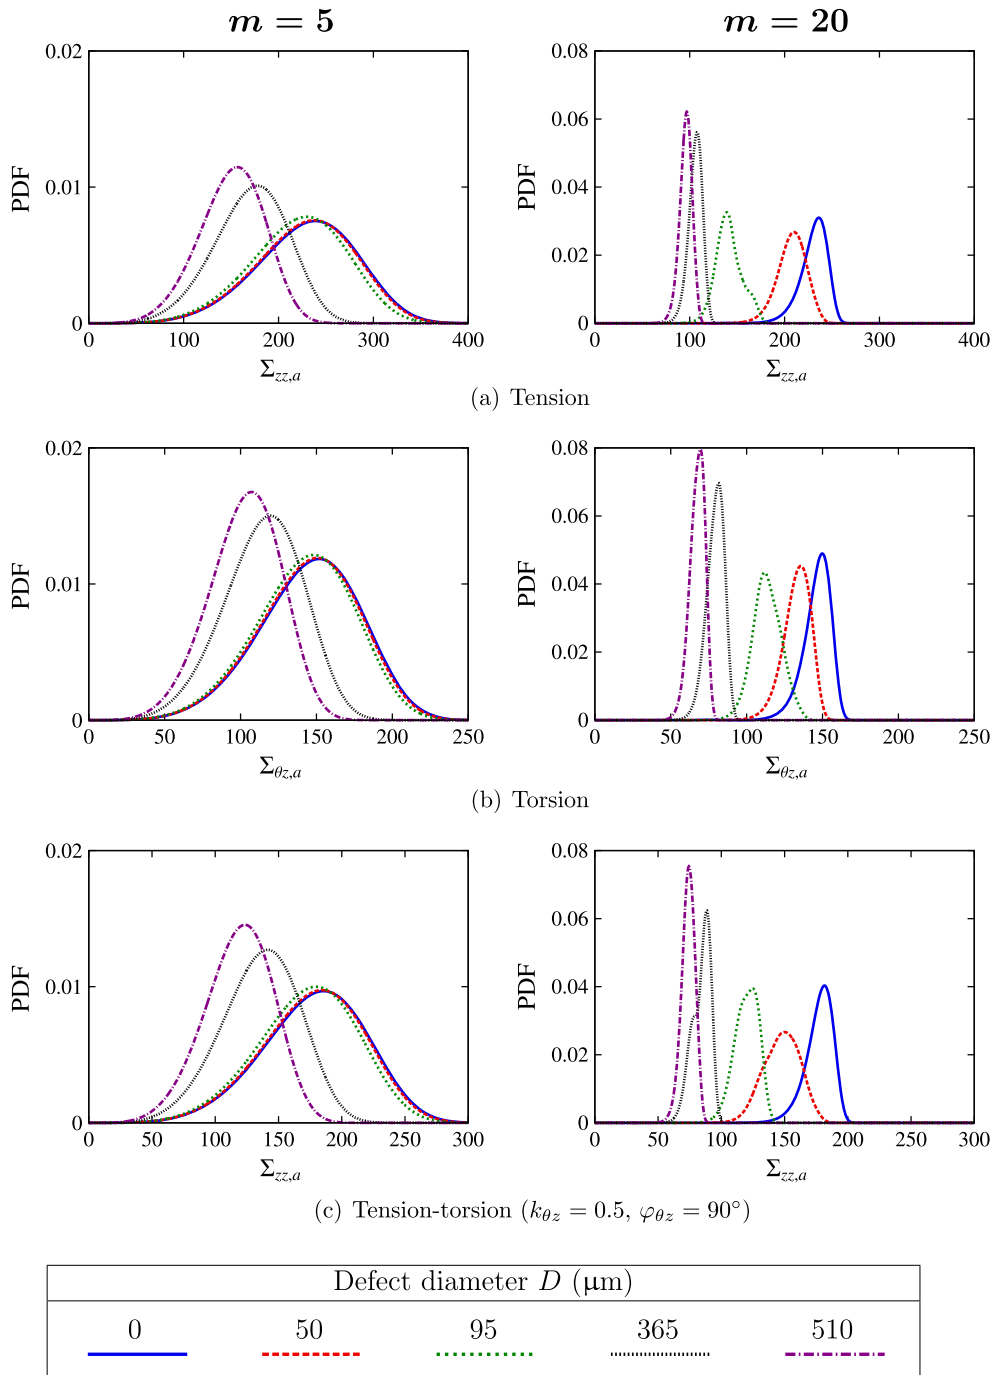 m = 5
m = 20
0.02
0.01
0
PDF
0 100 200 300 400
Σzz,a
0.08
0.06
0.04
0.02
0
PDF
0 100 200 300 400
Σzz,a
(a) Tension
0.02
0.01
0
PDF
0 50 100 150 200 250
Σθz,a
0.08
0.06
0.04
0.02
0
PDF
0 50 100 150 200 250
Σθz,a
(b) Torsion
0.02
0.01
0
PDF
0 50 100 150 200 250 300
Σzz,a
0.08
0.06
0.04
0.02
0
PDF
0 50 100 150 200 250 300
Σzz,a
(c) Tension-torsion (kθz = 0.5, φθz = 90°)
Defect diameter D (µm)
0 50 95 365 510